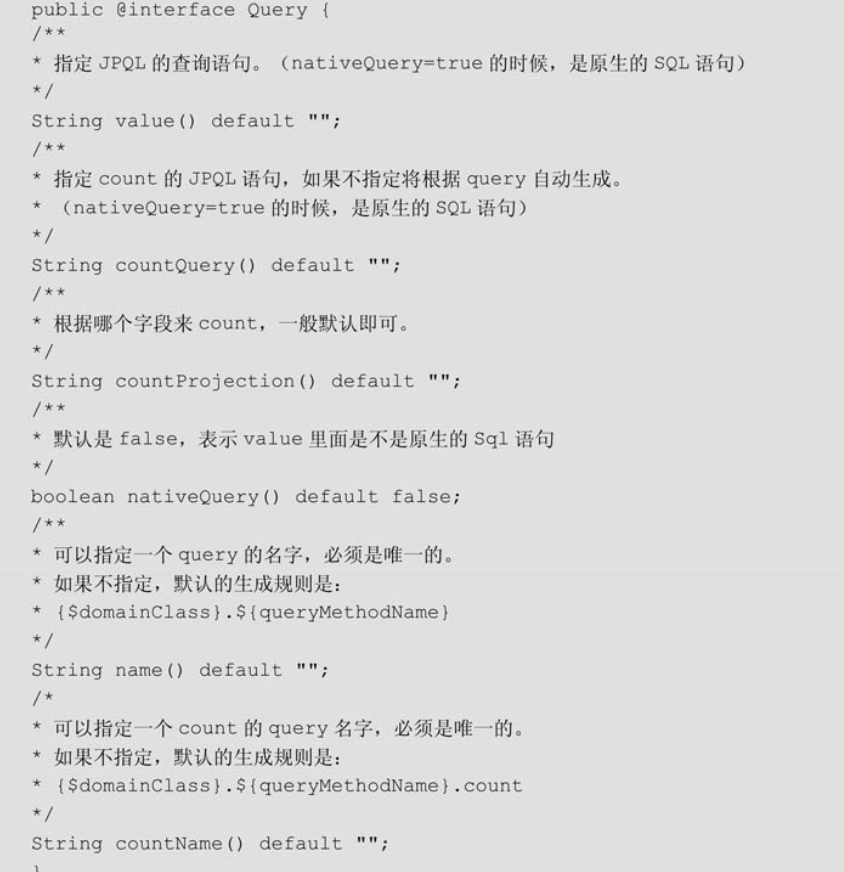 public @interface Query {
/**
* 指定 JPQL 的查询语句。（nativeQuery=true 的时候，是原生的 SQL 语句）
*/
String value() default "";
/**
* 指定 count 的 JPQL 语句，如果不指定将根据 query 自动生成。
* （nativeQuery=true 的时候，是原生的 SQL 语句）
*/
String countQuery() default "";
/**
* 根据哪个字段来 count，一般默认即可。
*/
String countProjection() default "";
/**
* 默认是 false，表示 value 里面是不是原生的 Sql 语句
*/
boolean nativeQuery() default false;
/**
* 可以指定一个 query 的名字，必须是唯一的。
* 如果不指定，默认的生成规则是：
* {$domainClass}.${queryMethodName}
*/
String name() default "";
/*
* 可以指定一个 count 的 query 名字，必须是唯一的。
* 如果不指定，默认的生成规则是：
* {$domainClass}.${queryMethodName}.count
*/
String countName() default "";
}